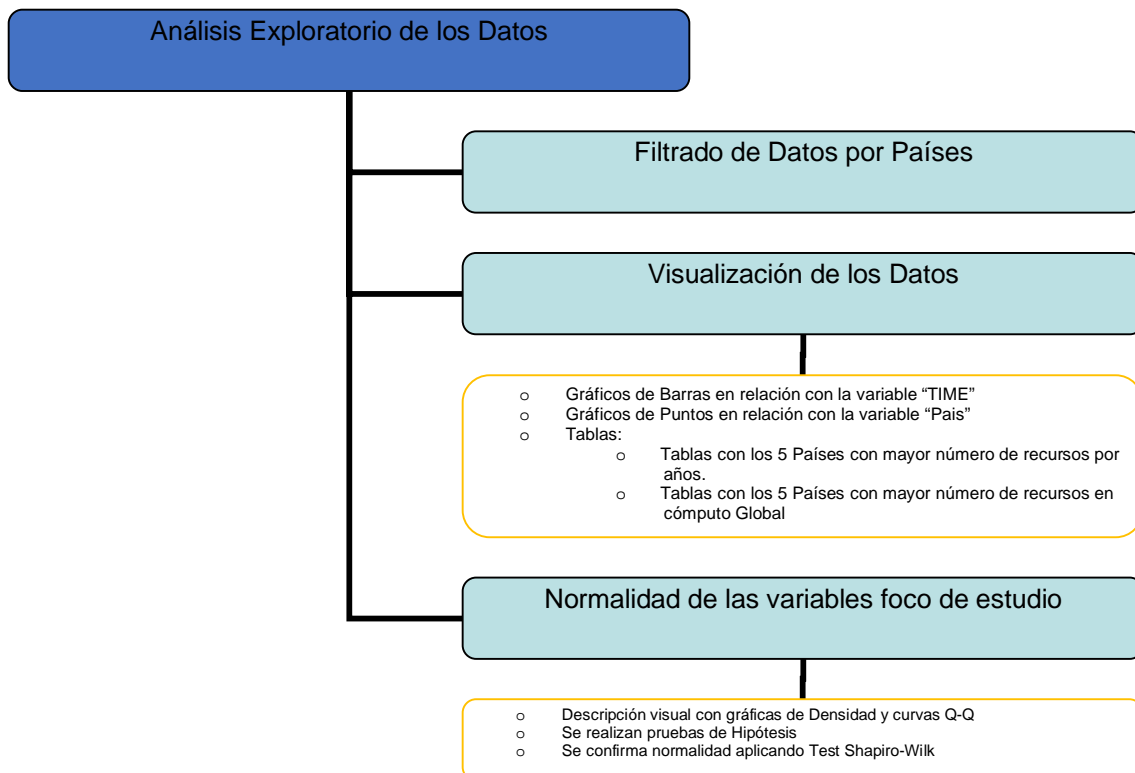 Análisis Exploratorio de los Datos
Filtrado de Datos por Países
Visualización de los Datos
o Gráficos de Barras en relación con la variable “TIME”
o Gráficos de Puntos en relación con la variable “Pais”
o Tablas:
o Tablas con los 5 Países con mayor número de recursos por
años.
o Tablas con los 5 Países con mayor número de recursos en
cómputo Global
Normalidad de las variables foco de estudio
o Descripción visual con gráficas de Densidad y curvas Q-Q
o Se realizan pruebas de Hipótesis
o Se confirma normalidad aplicando Test Shapiro-Wilk